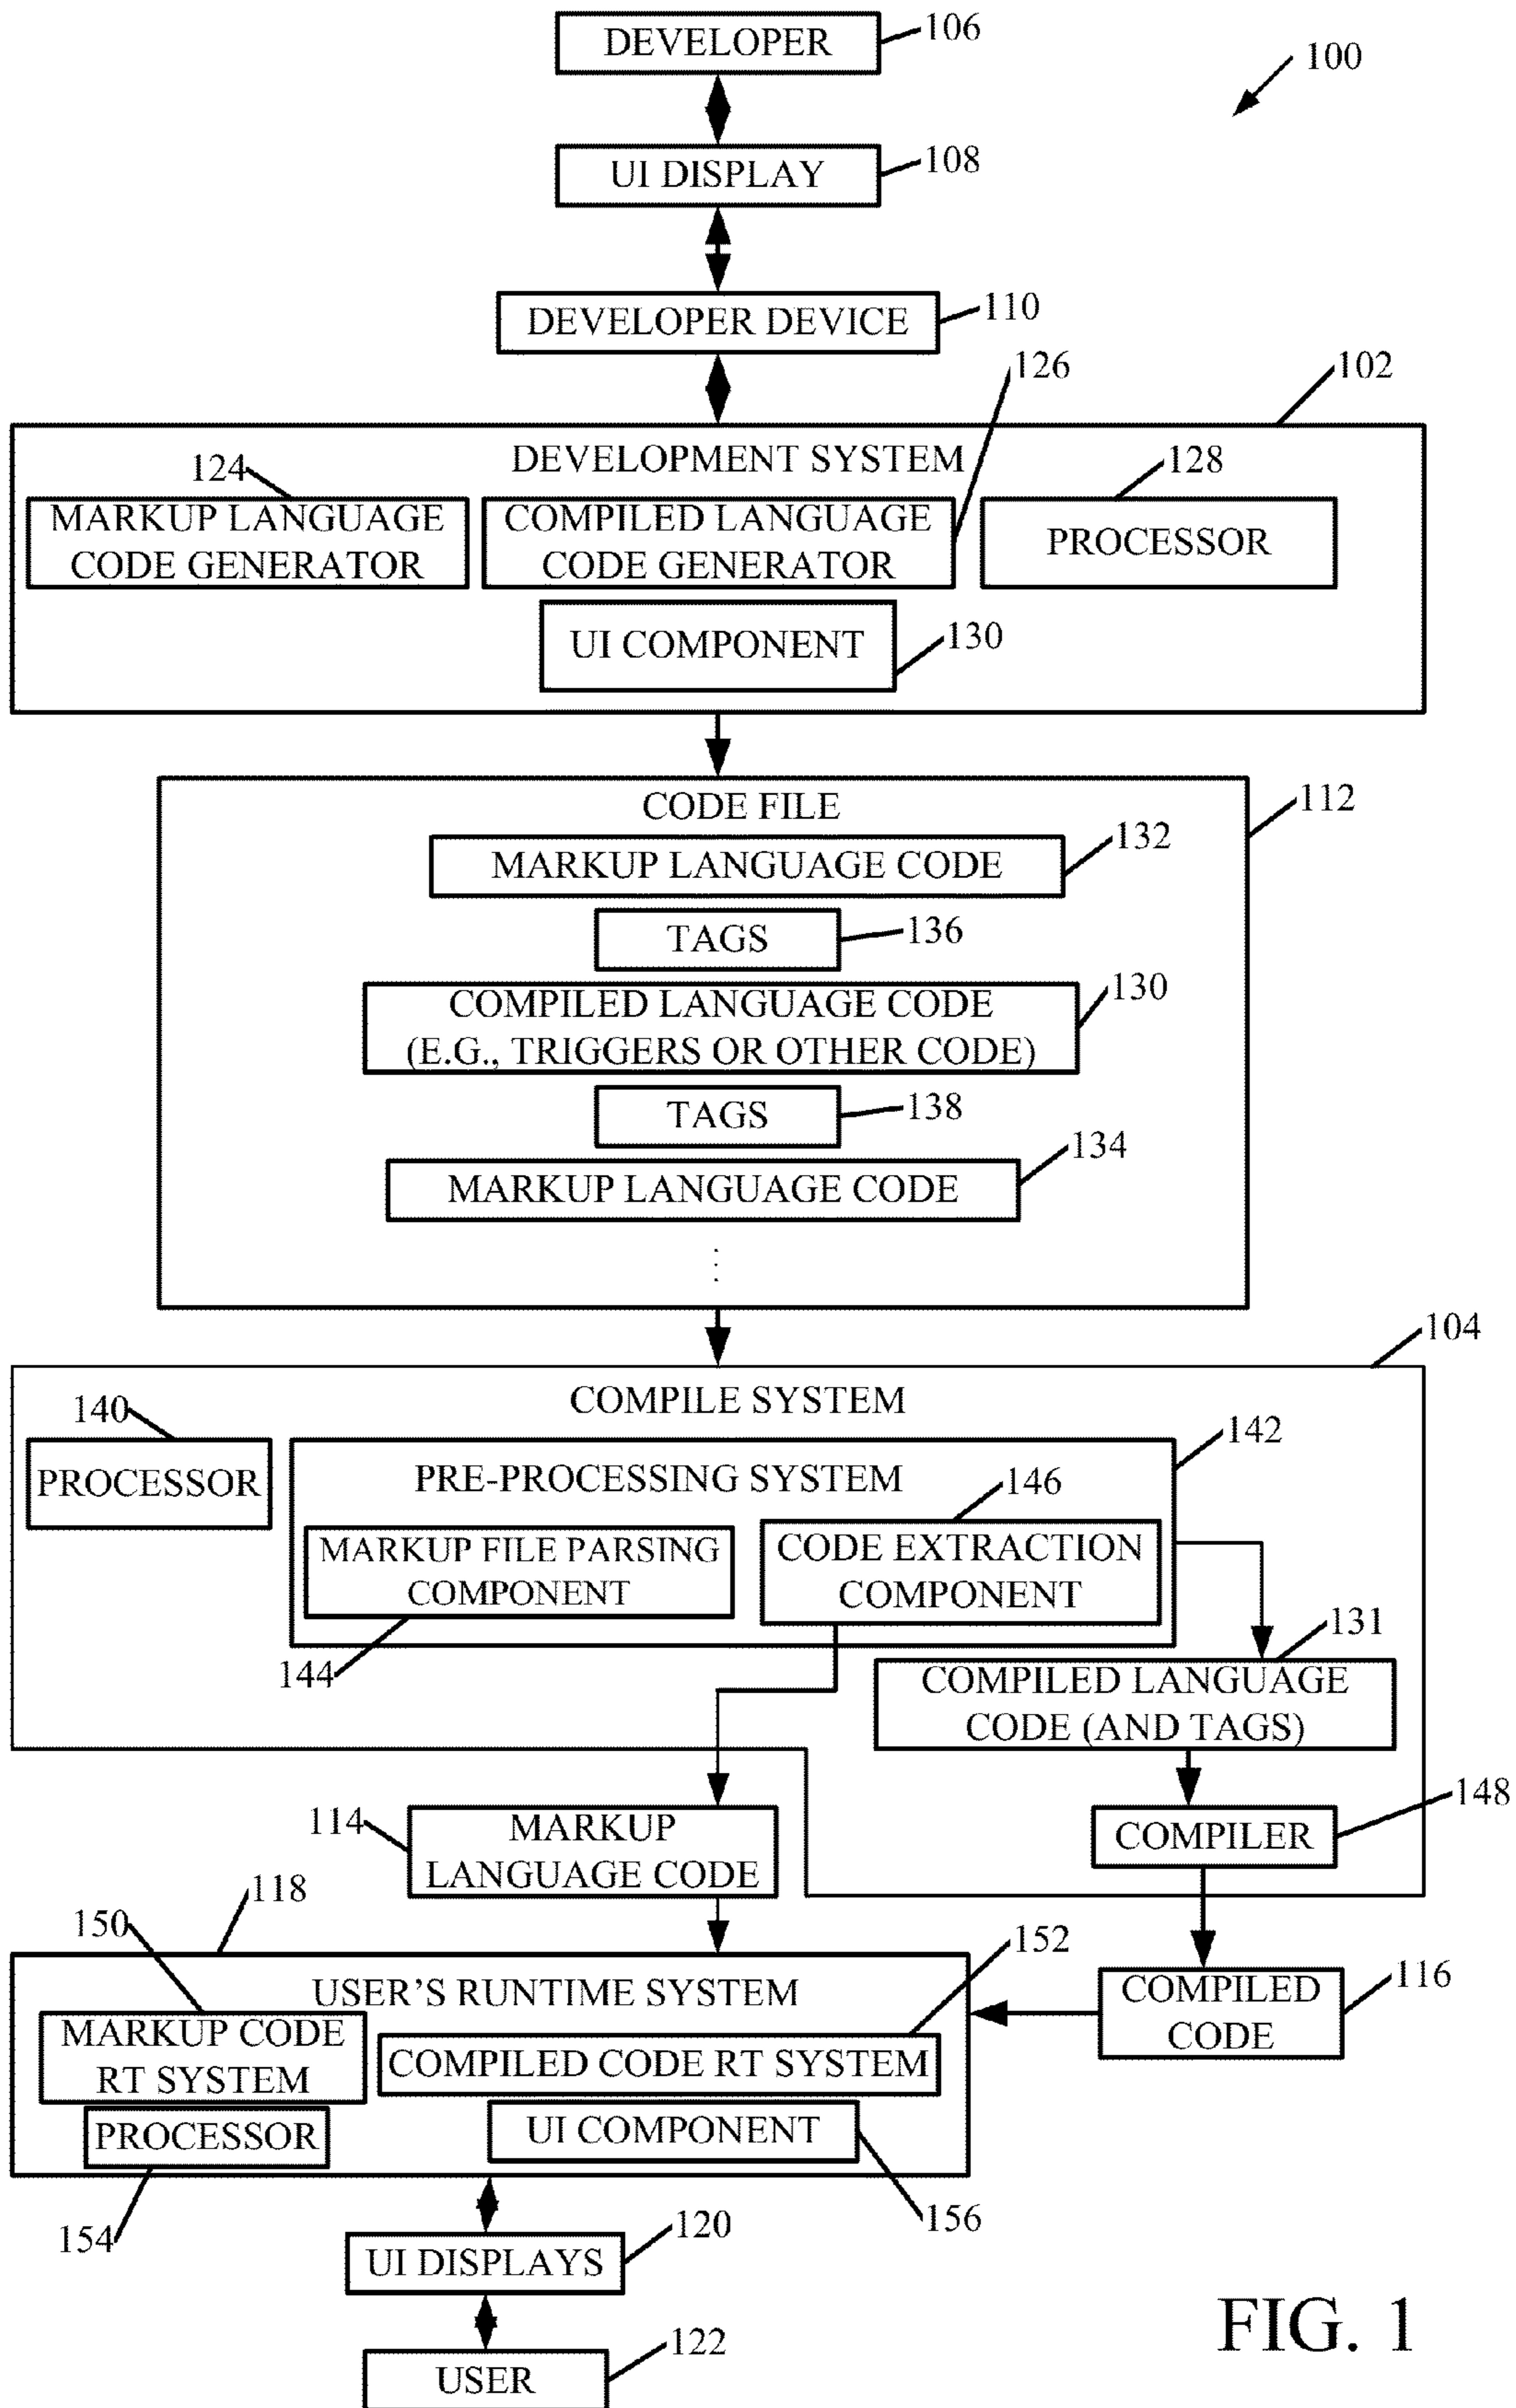 DEVELOPER
106
100
UI DISPLAY
108
DEVELOPER DEVICE
110
126
102
DEVELOPMENT SYSTEM
124
128
MARKUP LANGUAGE
CODE GENERATOR
COMPILED LANGUAGE
CODE GENERATOR
PROCESSOR
UI COMPONENT
130
CODE FILE
112
MARKUP LANGUAGE CODE
132
TAGS
136
COMPILED LANGUAGE CODE
(E.G., TRIGGERS OR OTHER CODE)
130
TAGS
138
MARKUP LANGUAGE CODE
134
104
COMPILE SYSTEM
140
PROCESSOR
142
PRE-PROCESSING SYSTEM
146
MARKUP FILE PARSING
COMPONENT
CODE EXTRACTION
COMPONENT
144
131
COMPILED LANGUAGE
CODE (AND TAGS)
114
MARKUP
LANGUAGE CODE
COMPILER
148
118
150
152
USER'S RUNTIME SYSTEM
MARKUP CODE
RT SYSTEM
COMPILED CODE RT SYSTEM
COMPILED
CODE
116
PROCESSOR
UI COMPONENT
154
156
UI DISPLAYS
120
USER
122
FIG. 1